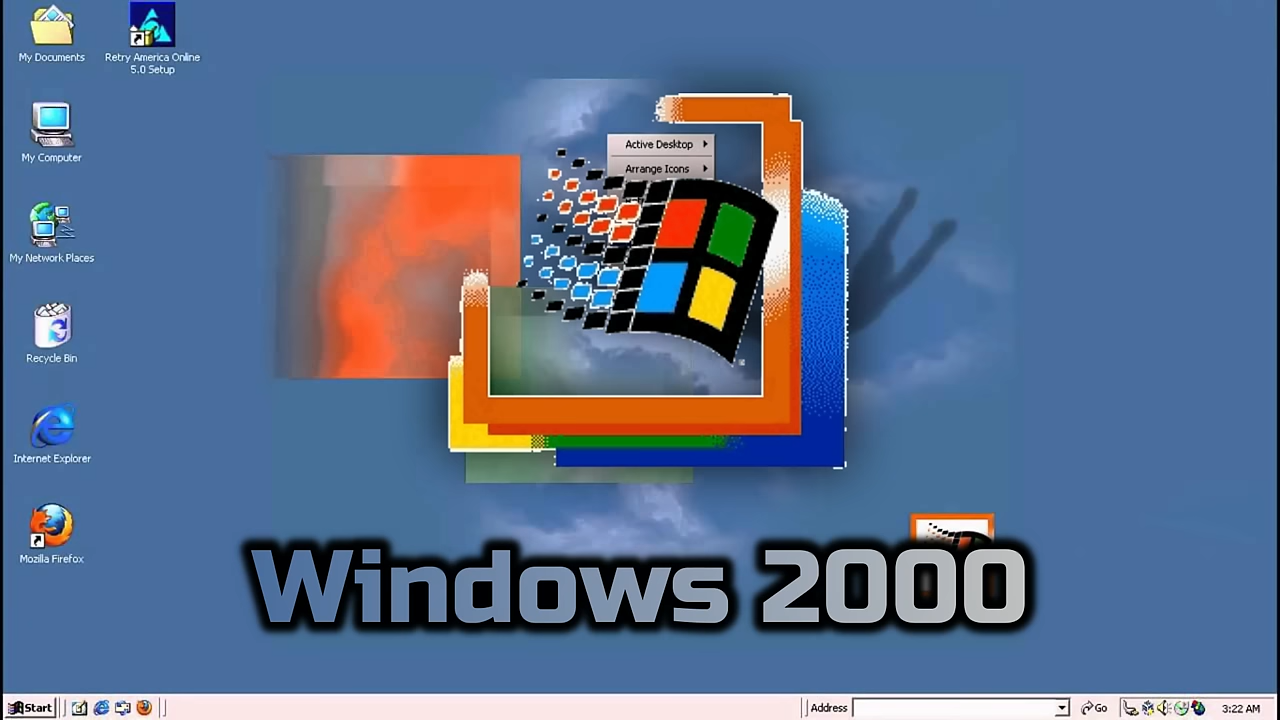 My Documents
Retry America Online
5.0 Setup
My Computer
My Network Places
Recycle Bin
Internet Explorer
Mozilla Firefox
Active Desktop
Arrange Icons
Windows 2000
Start
Address
Go
3:22 AM